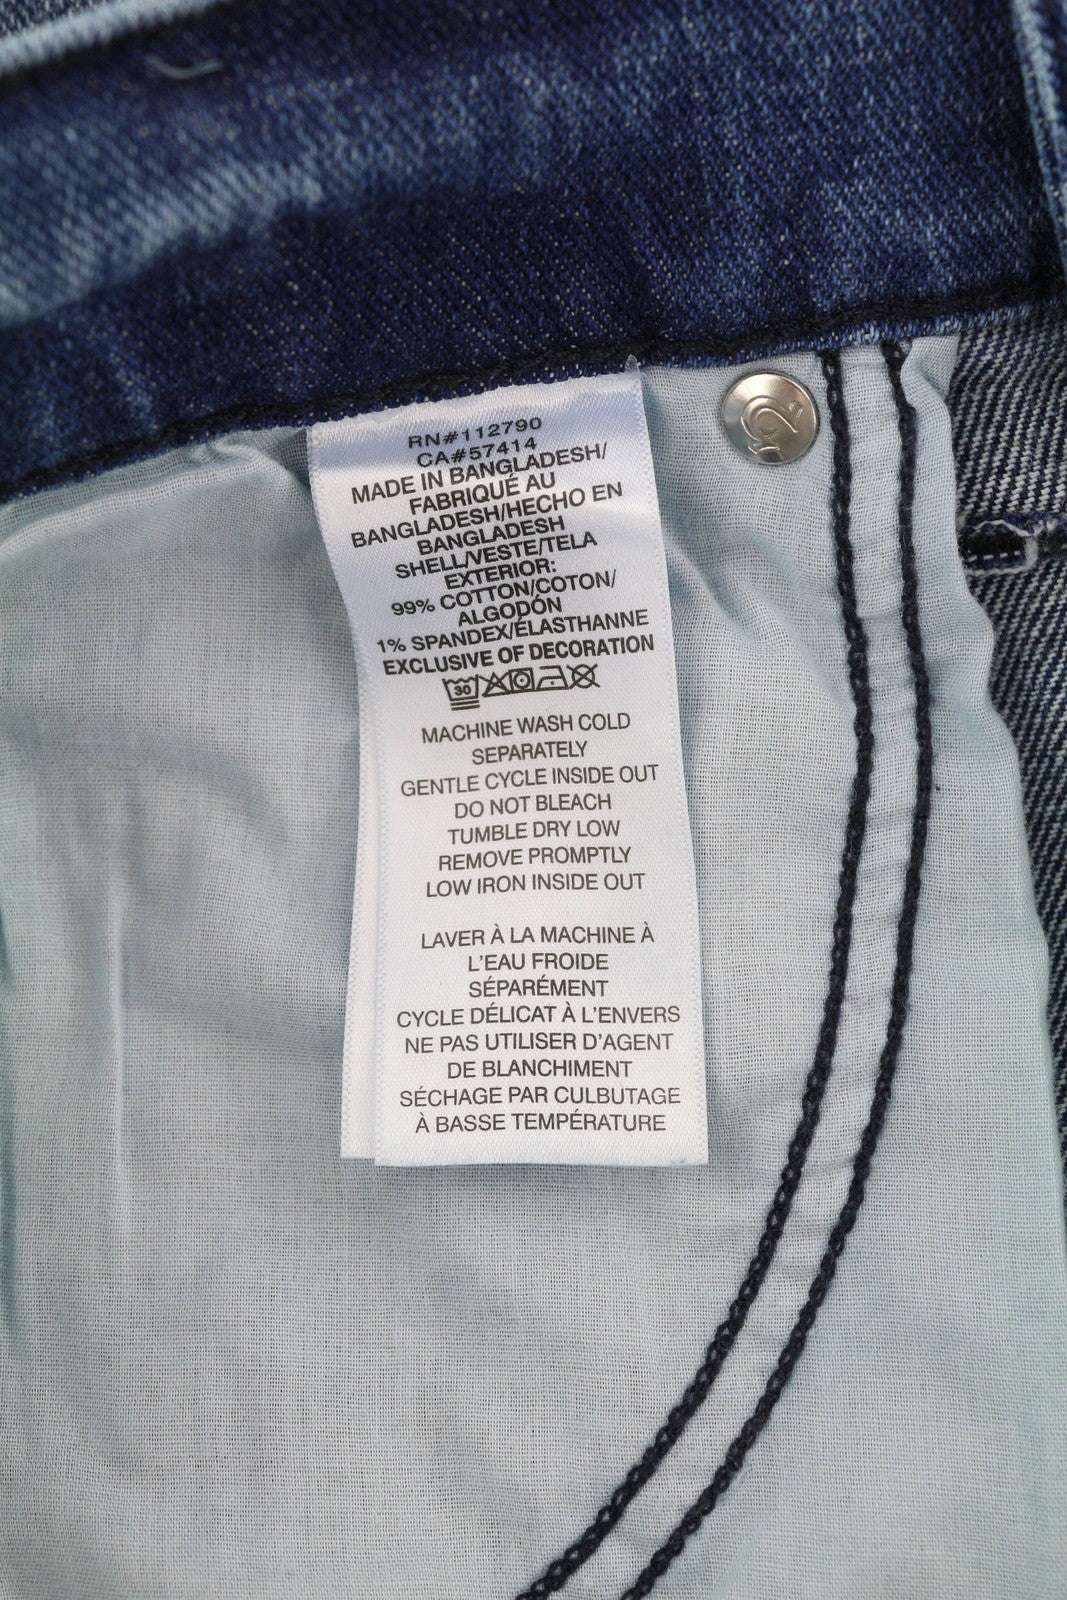 RN#112790
CA#57414
MADE IN BANGLADESH/
FABRIQUÉ AU
BANGLADESH/HECHO EN
BANGLADESH
SHELL/VESTE/TELA
EXTERIOR:
99% COTTON/COTON/
ALGODÓN
1% SPANDEX/ÉLASTHANNE
EXCLUSIVE OF DECORATION
30
MACHINE WASH COLD
SEPARATELY
GENTLE CYCLE INSIDE OUT
DO NOT BLEACH
TUMBLE DRY LOW
REMOVE PROMPTLY
LOW IRON INSIDE OUT
LAVER À LA MACHINE À
L'EAU FROIDE
SÉPARÉMENT
CYCLE DÉLICAT À L'ENVERS
NE PAS UTILISER D'AGENT
DE BLANCHIMENT
SÉCHAGE PAR CULBUTAGE
À BASSE TEMPÉRATURE